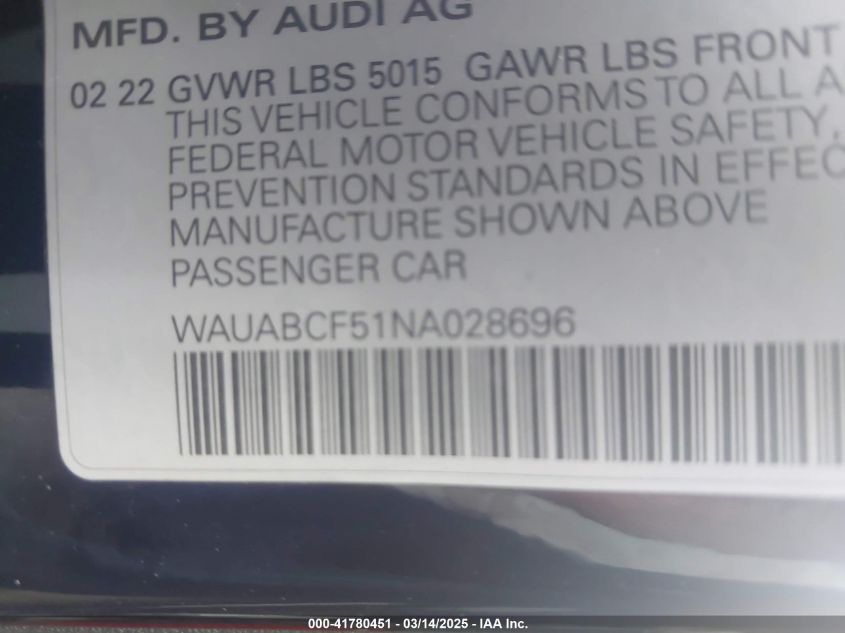 MFD. BY AUDI AG
02 22 GVWR LBS 5015 GAWR LBS FRONT
THIS VEHICLE CONFORMS TO ALL A
FEDERAL MOTOR VEHICLE SAFETY,
PREVENTION STANDARDS IN EFFEC
MANUFACTURE SHOWN ABOVE
PASSENGER CAR
WAUABCF51NA028696
000-41780451 - 03/14/2025 - IAA Inc.